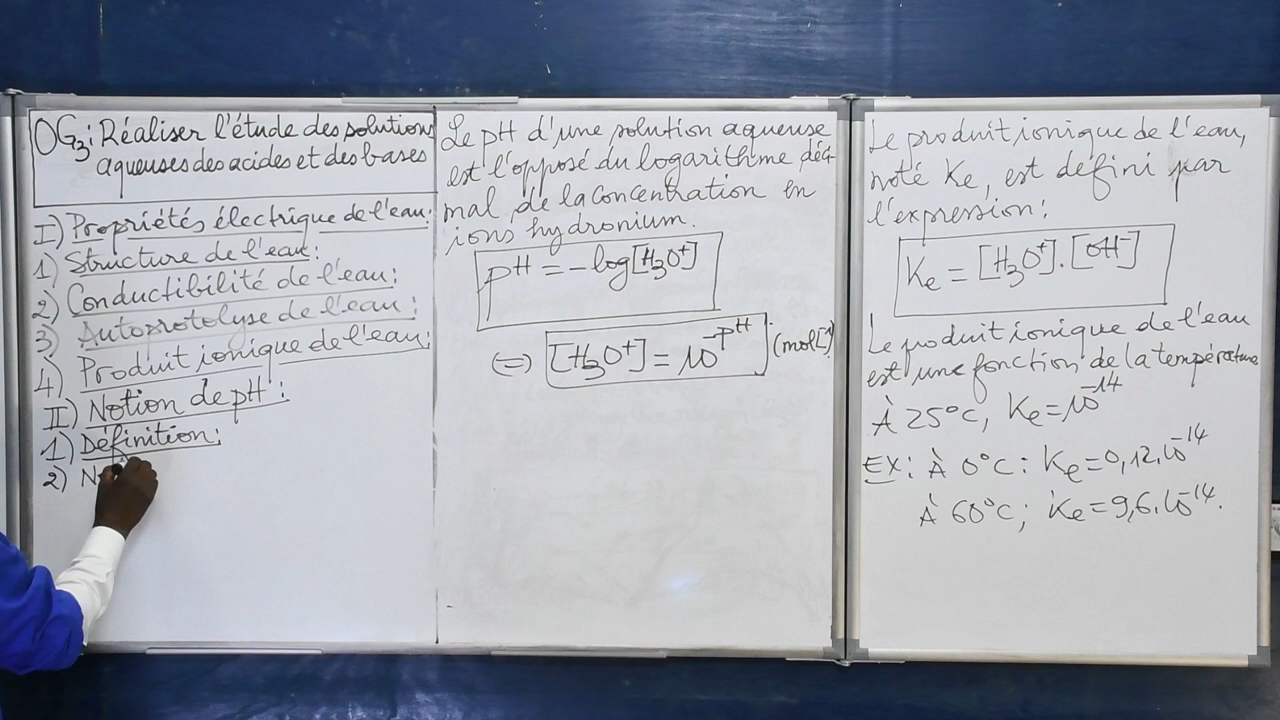 OG₃: Réaliser l'étude des solutions
aqueuses des acides et des bases
I) Propriétés électrique de l'eau:
1) Structure de l'eau:
2) Conductibilité de l'eau:
3) Autoprotolyse de l'eau:
4) Produit ionique de l'eau:
II) Notion de pH:
1) Définition:
2)
Le pH d'une solution aqueuse
est l'opposé du logarithme déci-
mal, de la concentration en
ions hydronium.
pH = -log[H₃O⁺]
(=) [H₃O⁺] = 10^-pH (mol L⁻¹)
Le produit ionique de l'eau,
noté Ke, est défini par
l'expression:
Ke = [H₃O⁺].[OH⁻]
Le produit ionique de l'eau
est une fonction de la température
À 25°C, Ke = 10⁻¹⁴
EX: À 0°C: Ke = 0,12.10⁻¹⁴
À 60°C; Ke = 9,6.10⁻¹⁴.